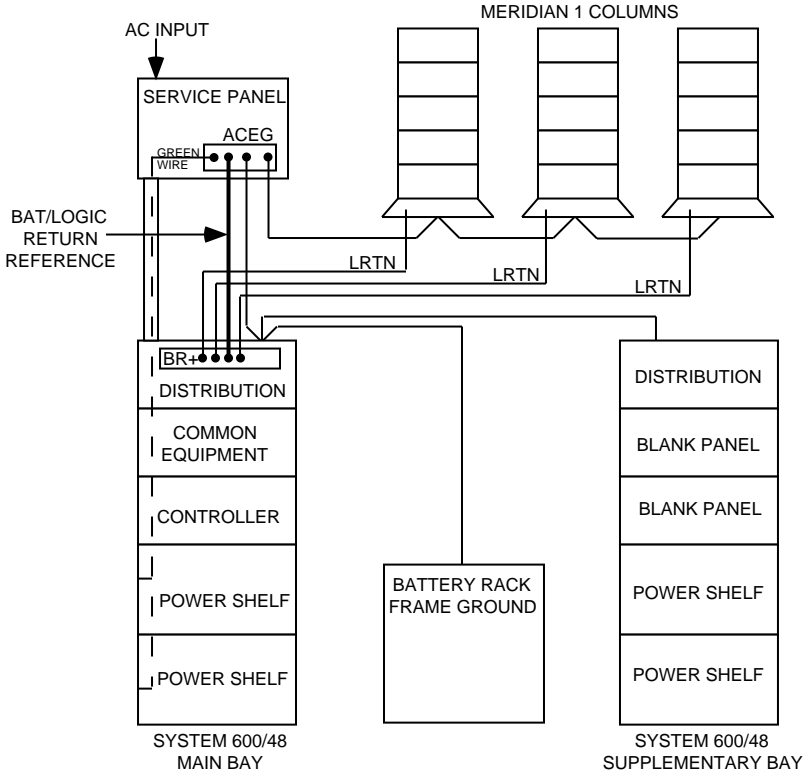 MERIDIAN 1 COLUMNS
AC INPUT
SERVICE PANEL
ACEG
GREEN
WIRE
BAT/LOGIC
RETURN
REFERENCE
LRTN
LRTN
LRTN
BR+
DISTRIBUTION
COMMON
EQUIPMENT
CONTROLLER
POWER SHELF
POWER SHELF
SYSTEM 600/48
MAIN BAY
BATTERY RACK
FRAME GROUND
DISTRIBUTION
BLANK PANEL
BLANK PANEL
POWER SHELF
POWER SHELF
SYSTEM 600/48
SUPPLEMENTARY BAY